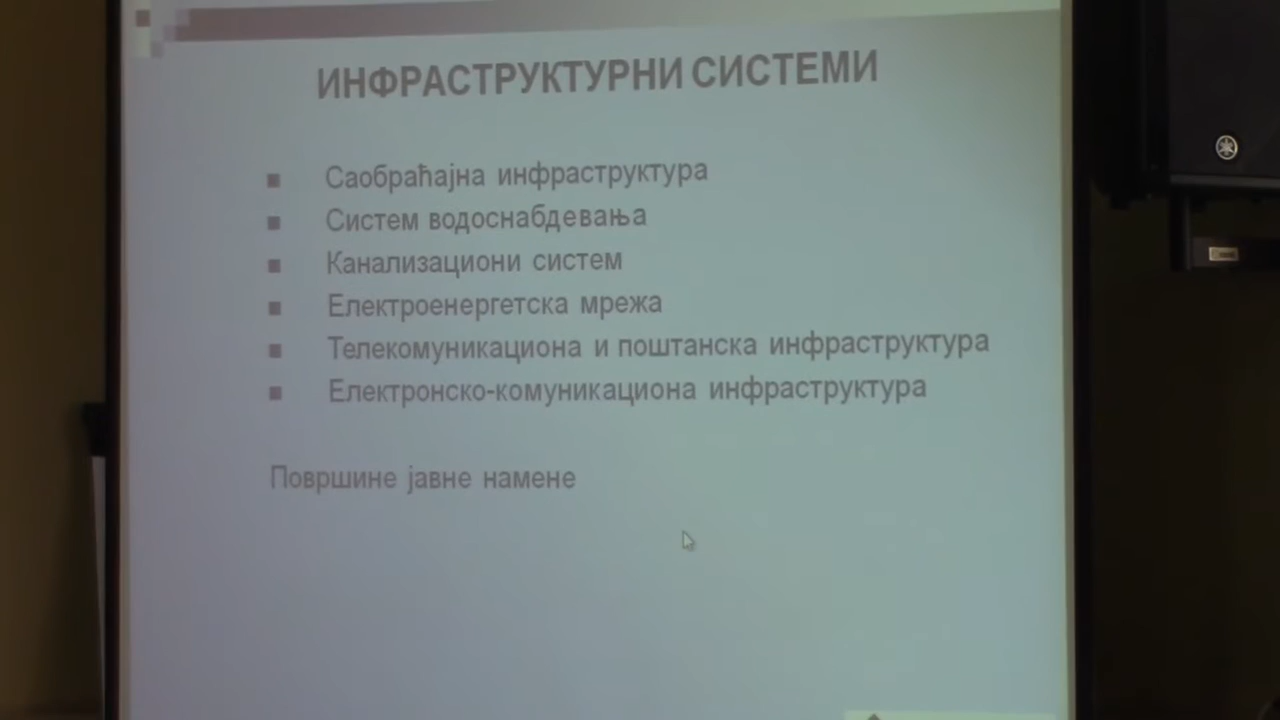 ИНФРАСТРУКТУРНИ СИСТЕМИ
Саобраћајна инфраструктура
Систем водоснабдевања
Канализациони систем
Електроенергетска мрежа
Телекомуникациона и поштанска инфраструктура
Електронско-комуникациона инфраструктура
Површине јавне намене